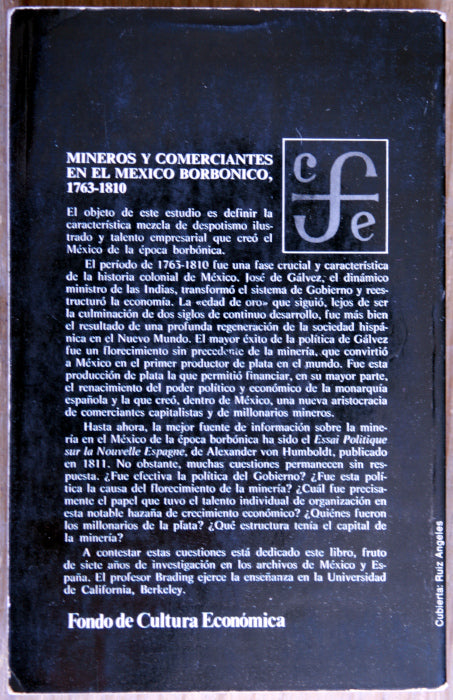 MINEROS Y COMERCIANTES
EN EL MEXICO BORBONICO,
1763-1810
cfe
El objeto de este estudio es definir la
característica mezcla de despotismo ilus-
trado y talento empresarial que creó el
México de la época borbónica.
El período de 1763-1810 fue una fase crucial y característica
de la historia colonial de México. José de Gálvez, el dinámico
ministro de las Indias, transformó el sistema de Gobierno y rees-
tructuró la economía. La «edad de oro» que siguió, lejos de ser
la culminación de dos siglos de continuo desarrollo, fue más bien
el resultado de una profunda regeneración de la sociedad hispá-
nica en el Nuevo Mundo. El mayor éxito de la política de Gálvez
fue un florecimiento sin precedente de la minería, que convirtió
a México en el primer productor de plata en el mundo. Fue esta
producción de plata la que permitió financiar, en su mayor parte,
el renacimiento del poder político y económico de la monarquía
española y la que creó, dentro de México, una nueva aristocracia
de comerciantes capitalistas y de millonarios mineros.
Hasta ahora, la mejor fuente de información sobre la mine-
ría en el México de la época borbónica ha sido el Essai Politique
sur la Nouvelle Espagne, de Alexander von Humboldt, publicado
en 1811. No obstante, muchas cuestiones permanecen sin res-
puesta. ¿Fue efectiva la política del Gobierno? ¿Fue esta polí-
tica la causa del florecimiento de la minería? ¿Cuál fue precisa-
mente el papel que tuvo el talento individual de organización en
esta notable hazaña de crecimiento económico? ¿Quiénes fueron
los millonarios de la plata? ¿Qué estructura tenía el capital de
la minería?
A contestar estas cuestiones está dedicado este libro, fruto
de siete años de investigación en los archivos de México y Es-
paña. El profesor Brading ejerce la enseñanza en la Universidad
de California, Berkeley.
Fondo de Cultura Económica
Cubierta: Ruiz Angeles